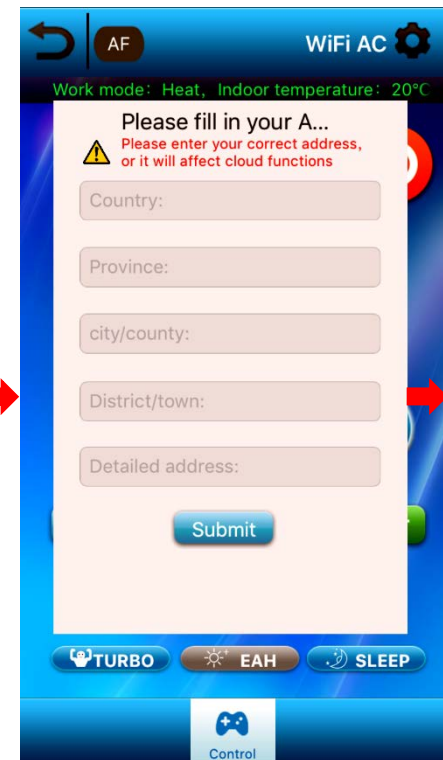 AF
WiFi AC
Work mode: Heat, Indoor temperature: 20°C
Please fill in your A...
Please enter your correct address,
or it will affect cloud functions
Country:
Province:
city/county:
District/town:
Detailed address:
Submit
TURBO
EAH
SLEEP
Control